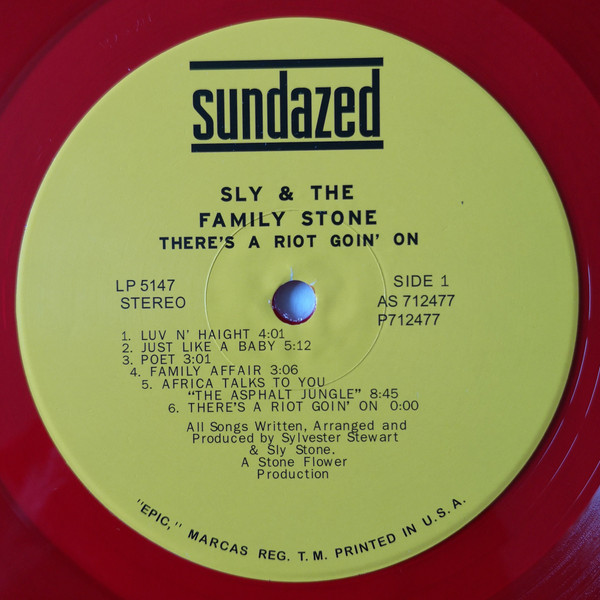 sundazed
SLY & THE
FAMILY STONE
THERE'S A RIOT GOIN' ON
LP 5147
STEREO
SIDE 1
AS 712477
P712477
1. LUV N' HAIGHT 4:01
2. JUST LIKE A BABY 5:12
3. POET 3:01
4. FAMILY AFFAIR 3:06
5. AFRICA TALKS TO YOU
"THE ASPHALT JUNGLE" 8:45
6. THERE'S A RIOT GOIN' ON 0:00
All Songs Written, Arranged and
Produced by Sylvester Stewart
& Sly Stone.
A Stone Flower
Production
"EPIC," MARCAS REG. T. M. PRINTED IN U.S.A.